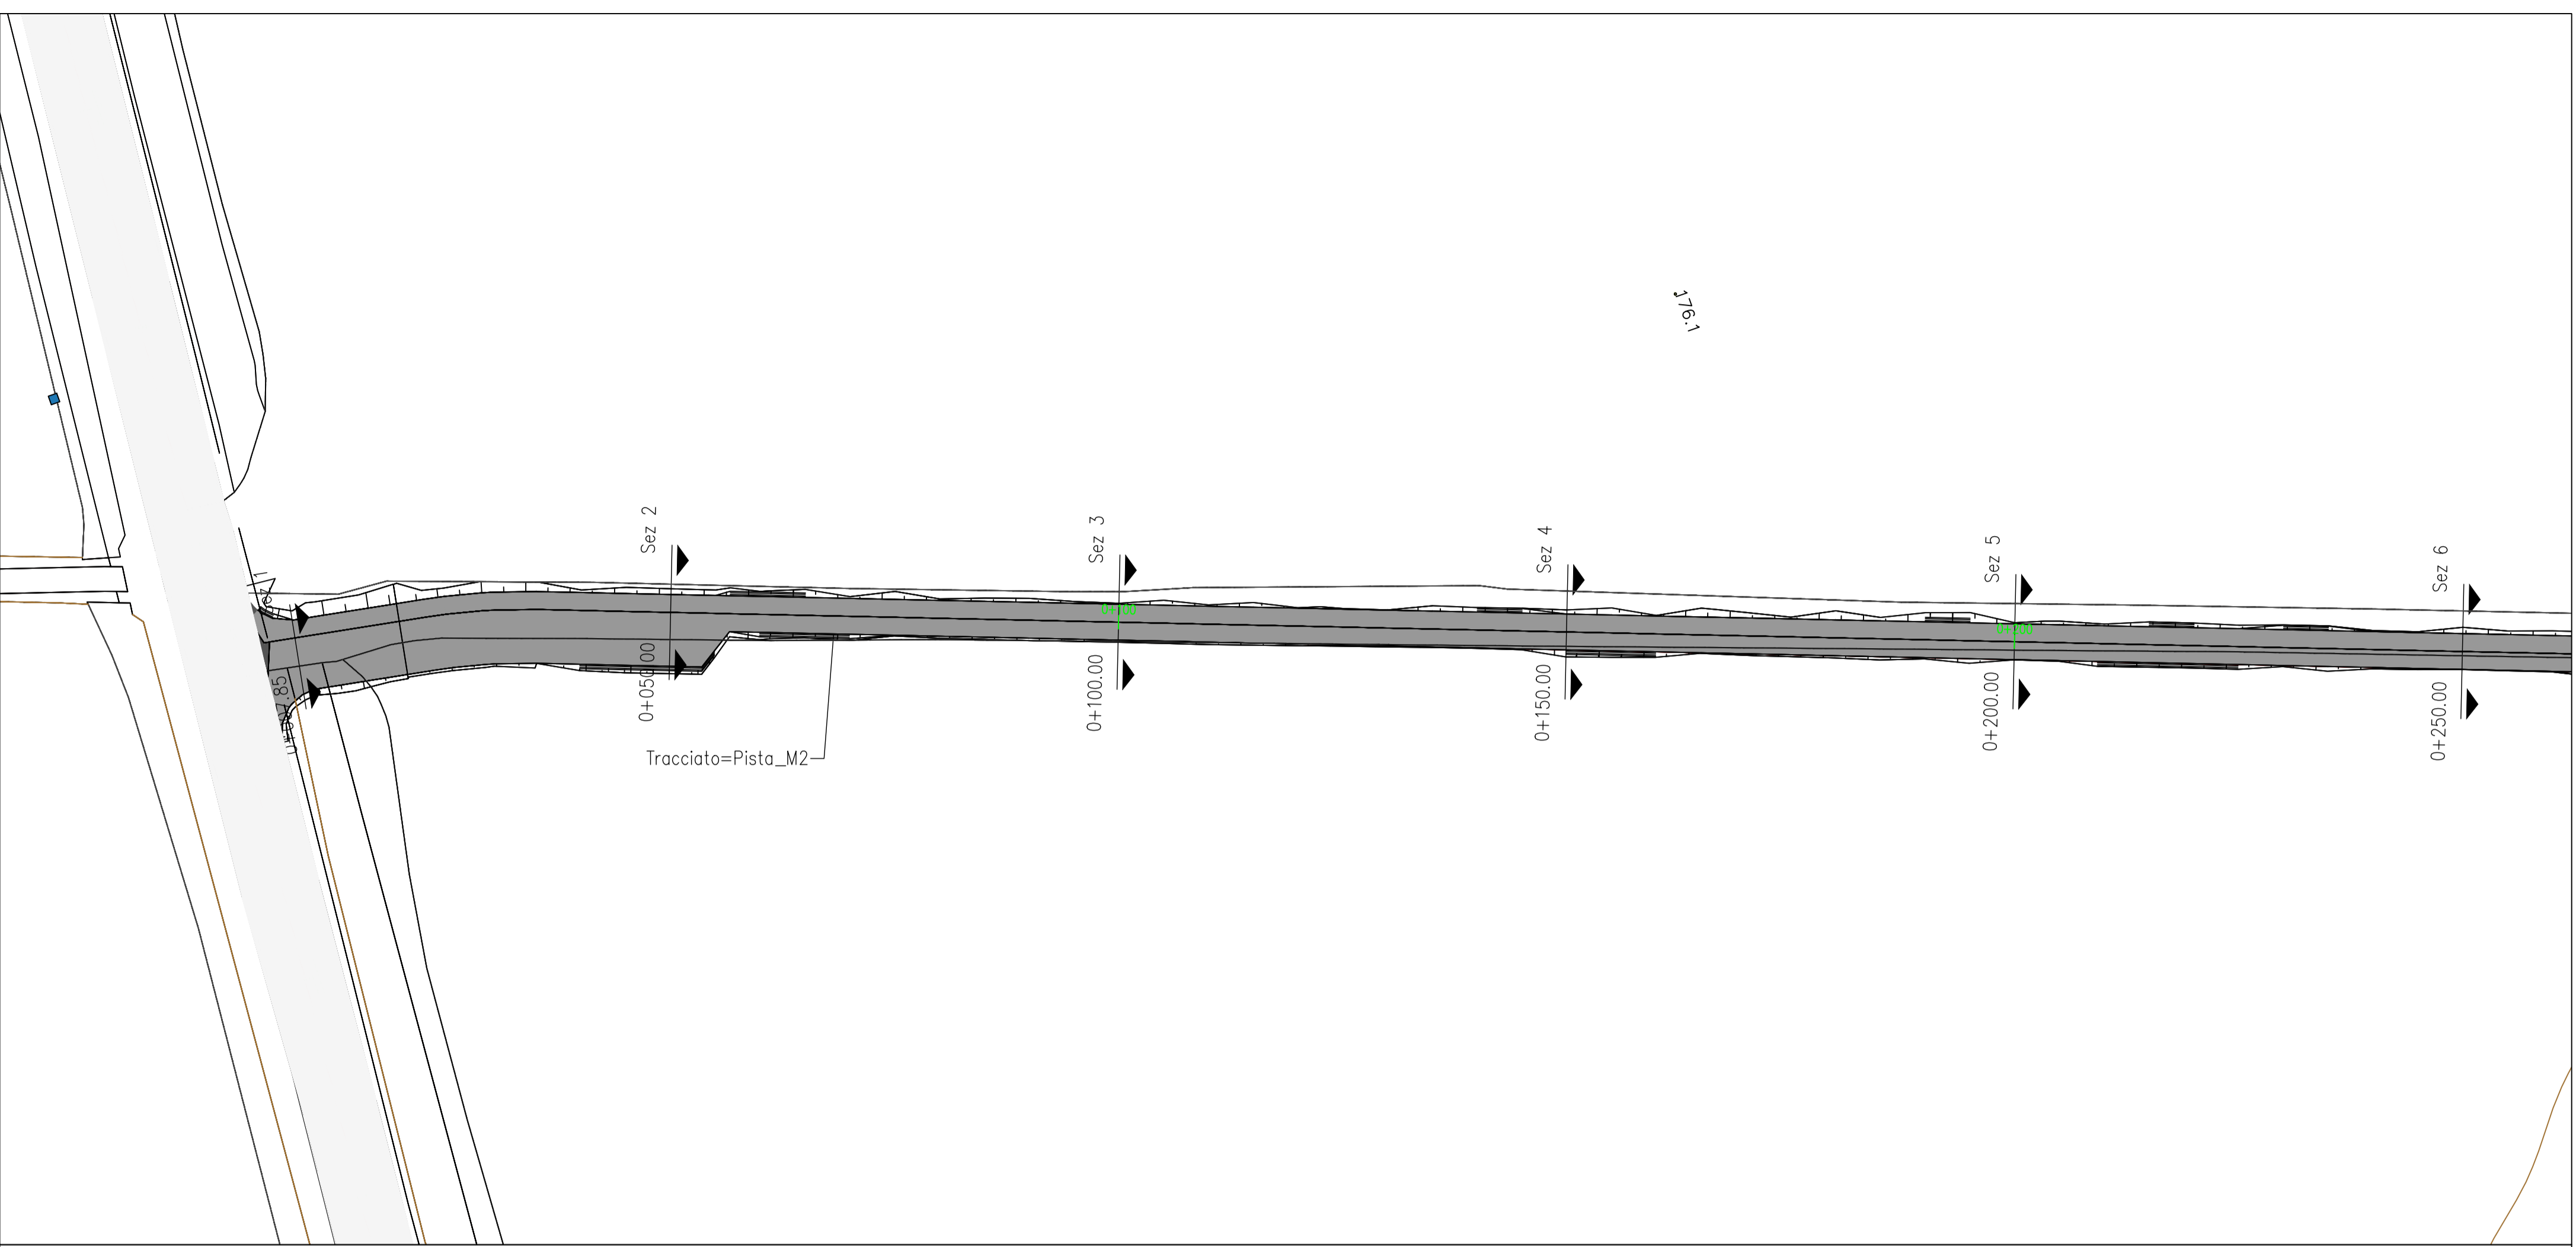 176.1
Sez 2
Sez 3
Sez 4
Sez 5
Sez 6
0+050.00
0+100.00
0+150.00
0+200.00
0+250.00
Tracciato=Pista_M2